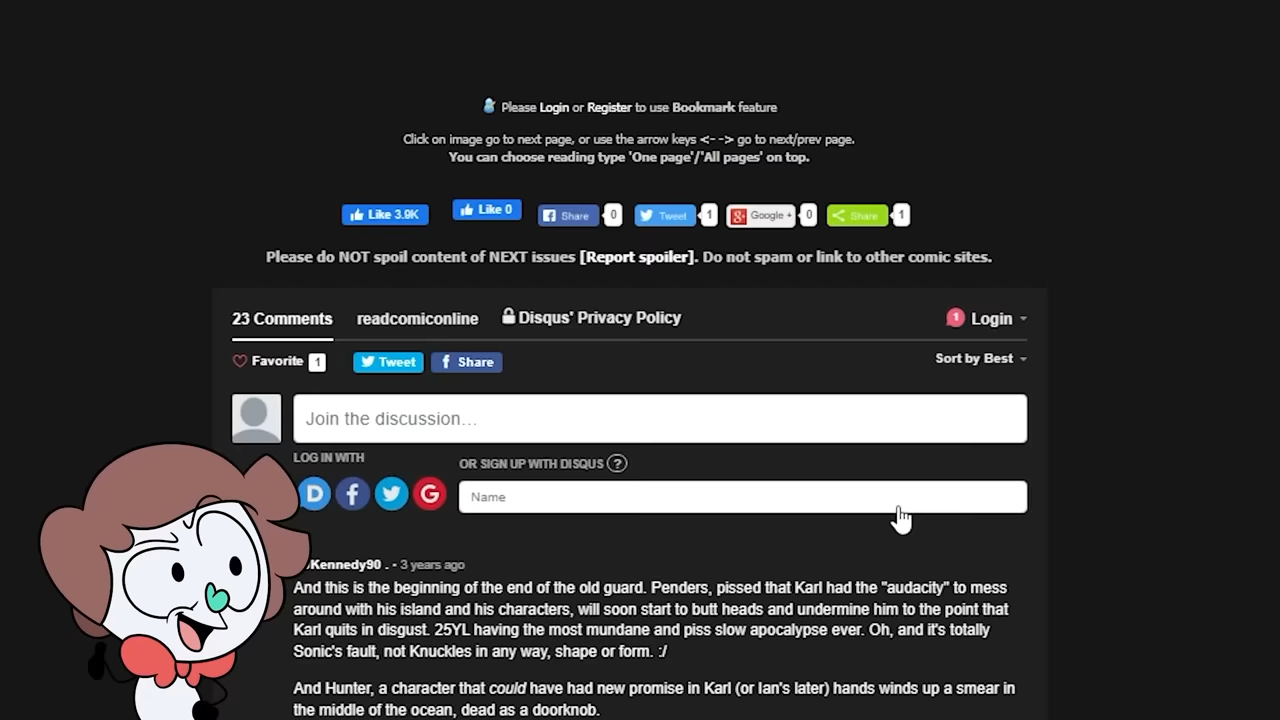 Please Login or Register to use Bookmark feature
Click on image go to next page, or use the arrow keys <- -> go to next/prev page.
You can choose reading type 'One page'/'All pages' on top.
Like 3.9K Like 0 Share 0 Tweet 1 Google + 0 Share 1
Please do NOT spoil content of NEXT issues [Report spoiler]. Do not spam or link to other comic sites.
23 Comments readcomiconline Disqus' Privacy Policy 1 Login
Favorite 1 Tweet Share Sort by Best
Join the discussion...
LOG IN WITH OR SIGN UP WITH DISQUS ?
D f G Name
Kennedy90 . • 3 years ago
And this is the beginning of the end of the old guard. Penders, pissed that Karl had the "audacity" to mess
around with his island and his characters, will soon start to butt heads and undermine him to the point that
Karl quits in disgust. 25YL having the most mundane and piss slow apocalypse ever. Oh, and it's totally
Sonic's fault, not Knuckles in any way, shape or form. :/
And Hunter, a character that could have had new promise in Karl (or Ian's later) hands winds up a smear in
the middle of the ocean, dead as a doorknob.